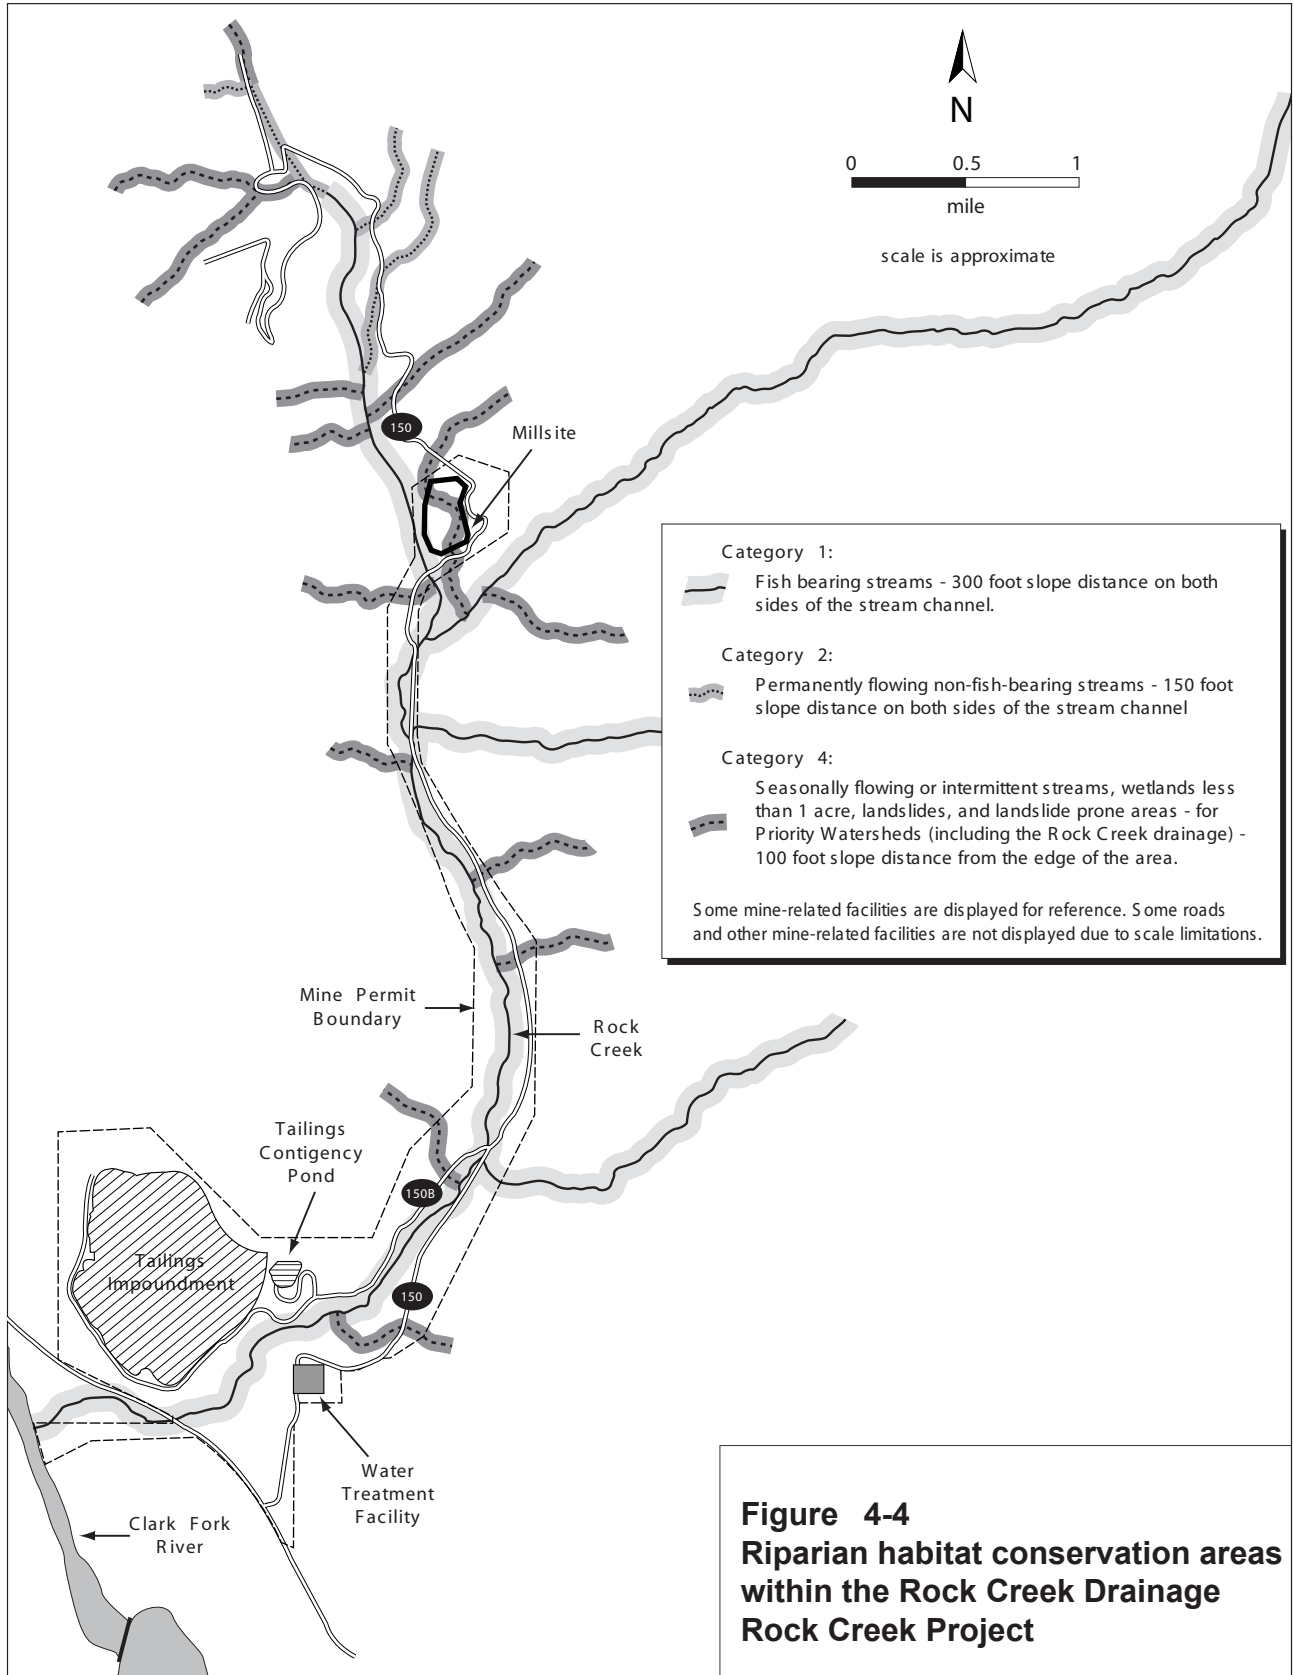 N
0 0.5 1
mile
scale is approximate
150
Millsite
Category 1:
Fish bearing streams - 300 foot slope distance on both
sides of the stream channel.
Category 2:
Permanently flowing non-fish-bearing streams - 150 foot
slope distance on both sides of the stream channel
Category 4:
Seasonally flowing or intermittent streams, wetlands less
than 1 acre, landslides, and landslide prone areas - for
Priority Watersheds (including the Rock Creek drainage) -
100 foot slope distance from the edge of the area.
Some mine-related facilities are displayed for reference. Some roads
and other mine-related facilities are not displayed due to scale limitations.
Mine Permit
Boundary
Rock
Creek
Tailings
Contigency
Pond
150B
Tailings
Impoundment
150
Water
Treatment
Facility
Clark Fork
River
Figure 4-4
Riparian habitat conservation areas
within the Rock Creek Drainage
Rock Creek Project